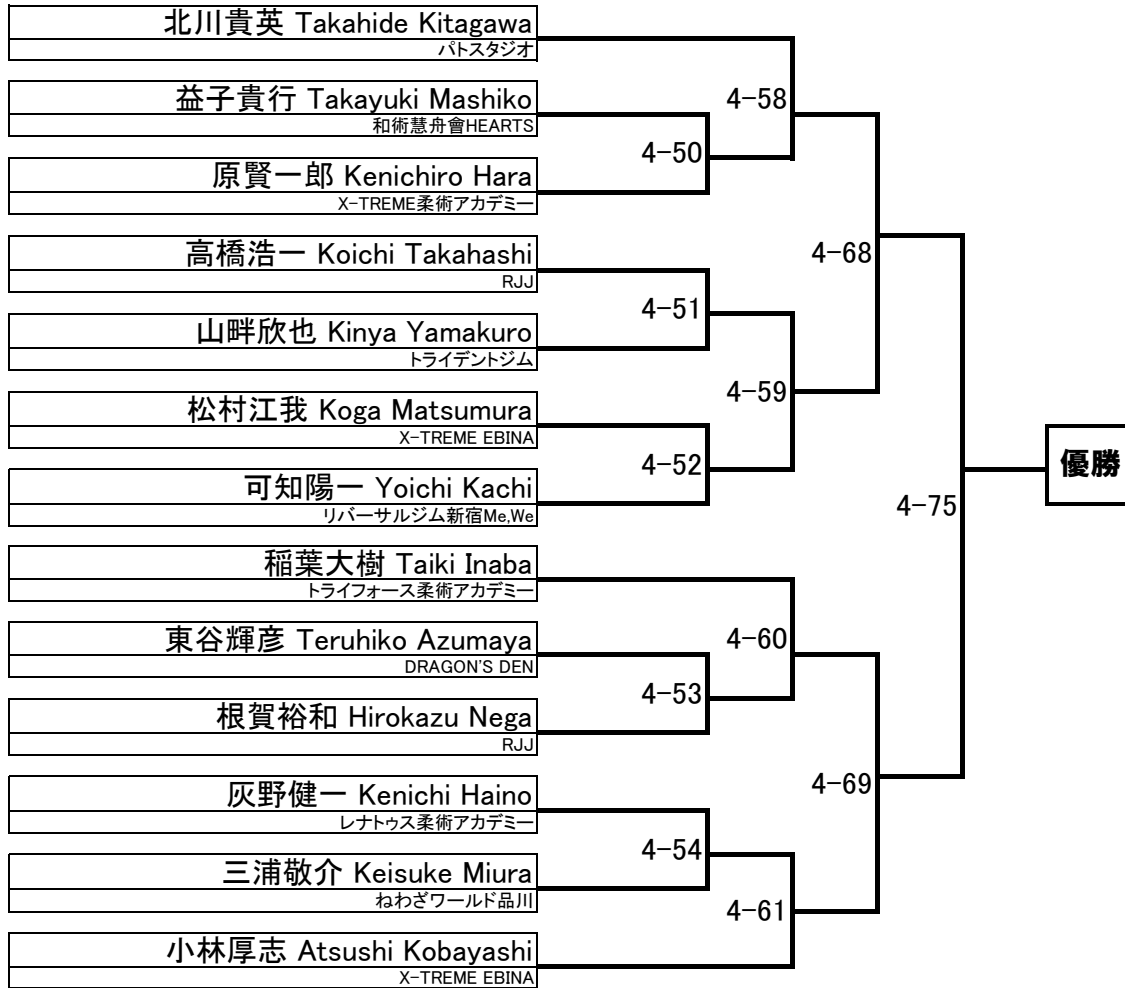 北川貴英 Takahide Kitagawa
パトスタジオ
4-58
益子貴行 Takayuki Mashiko
和術慧舟會HEARTS
4-50
原賢一郎 Kenichiro Hara
X-TREME柔術アカデミー
4-68
高橋浩一 Koichi Takahashi
RJJ
4-51
山畔欣也 Kinya Yamakuro
トライデントジム
4-59
松村江我 Koga Matsumura
X-TREME EBINA
4-52
可知陽一 Yoichi Kachi
リバーサルジム新宿Me,We
優勝
4-75
稲葉大樹 Taiki Inaba
トライフォース柔術アカデミー
4-60
東谷輝彦 Teruhiko Azumaya
DRAGON'S DEN
4-53
根賀裕和 Hirokazu Nega
RJJ
4-69
灰野健一 Kenichi Haino
レナトゥス柔術アカデミー
4-54
三浦敬介 Keisuke Miura
ねわざワールド品川
4-61
小林厚志 Atsushi Kobayashi
X-TREME EBINA